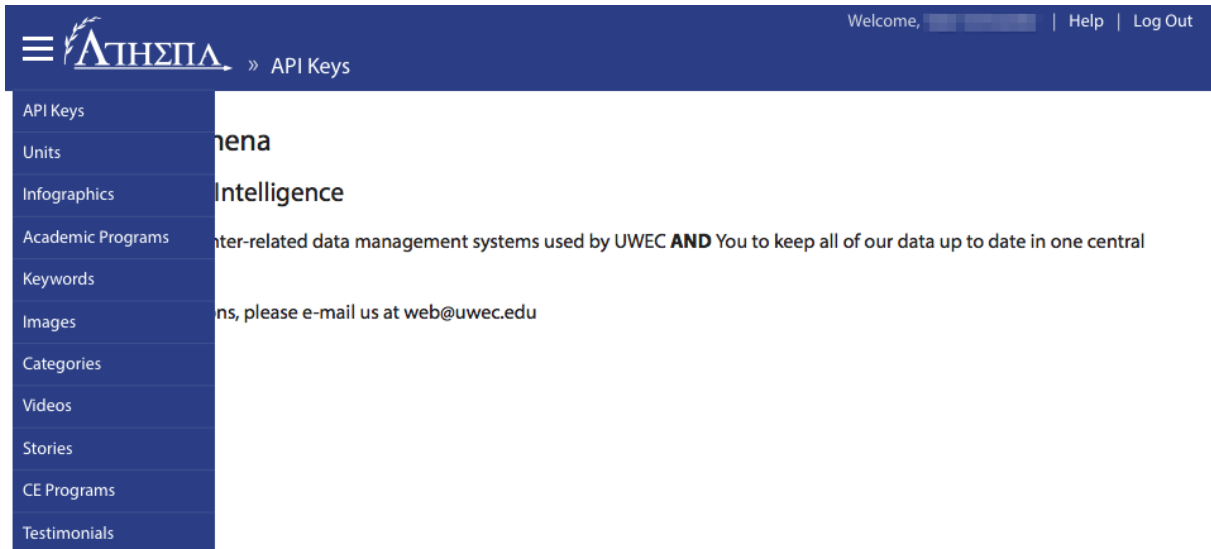 Welcome, | Help | Log Out
ΑΤΗΣΠΑ » API Keys
API Keys
Units
Infographics
Academic Programs
Keywords
Images
Categories
Videos
Stories
CE Programs
Testimonials
hena
Intelligence
nter-related data management systems used by UWEC AND You to keep all of our data up to date in one central
ns, please e-mail us at web@uwec.edu